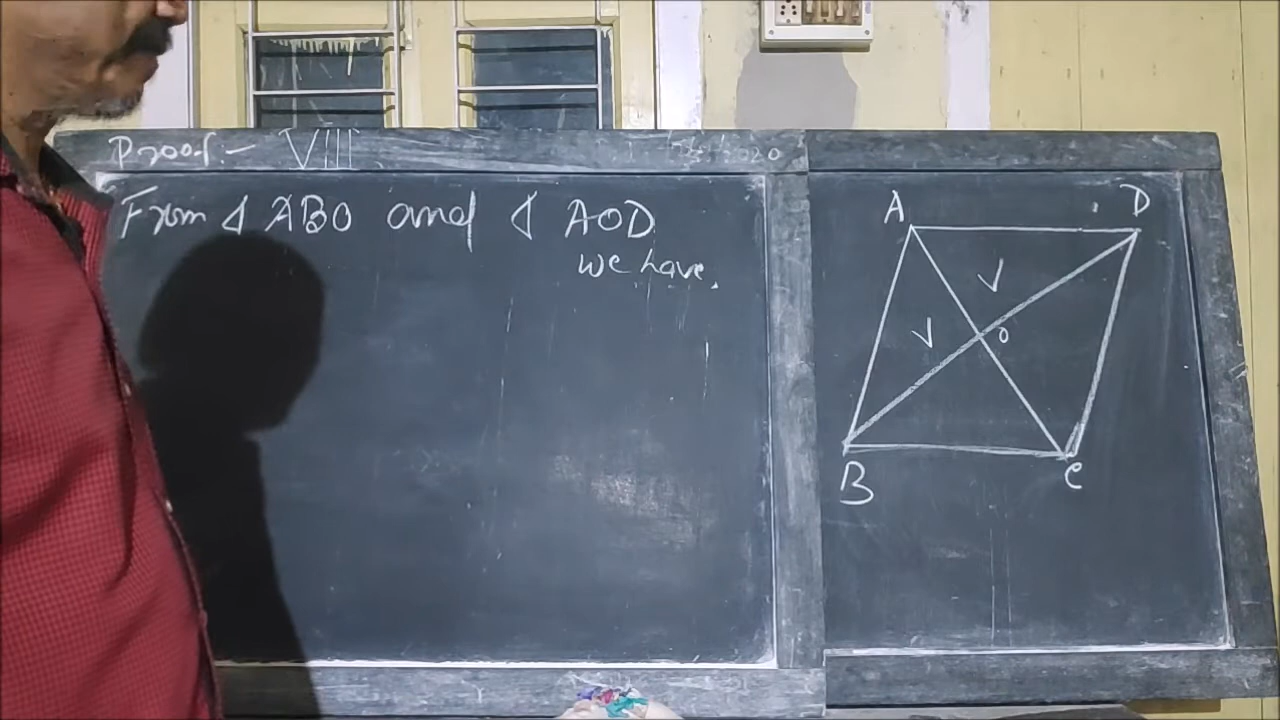 Proof:- VIII
From ∆ ABO and ∆ AOD
we have.
A D
O
B C